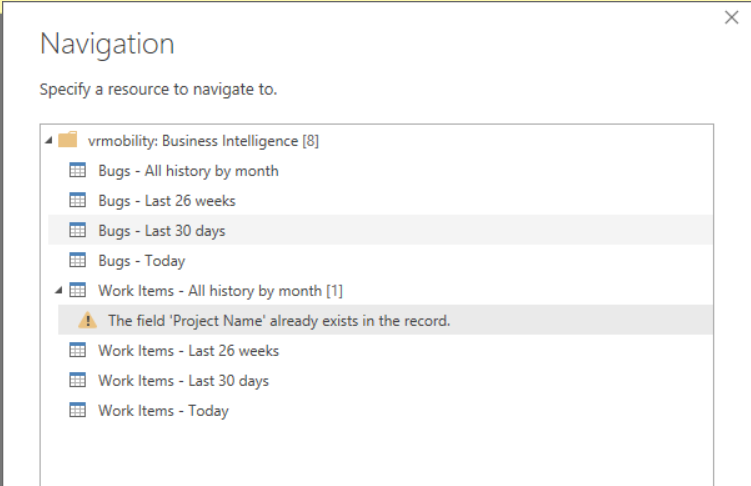 Navigation
Specify a resource to navigate to.
vrmobility: Business Intelligence [8]
Bugs - All history by month
Bugs - Last 26 weeks
Bugs - Last 30 days
Bugs - Today
Work Items - All history by month [1]
The field 'Project Name' already exists in the record.
Work Items - Last 26 weeks
Work Items - Last 30 days
Work Items - Today